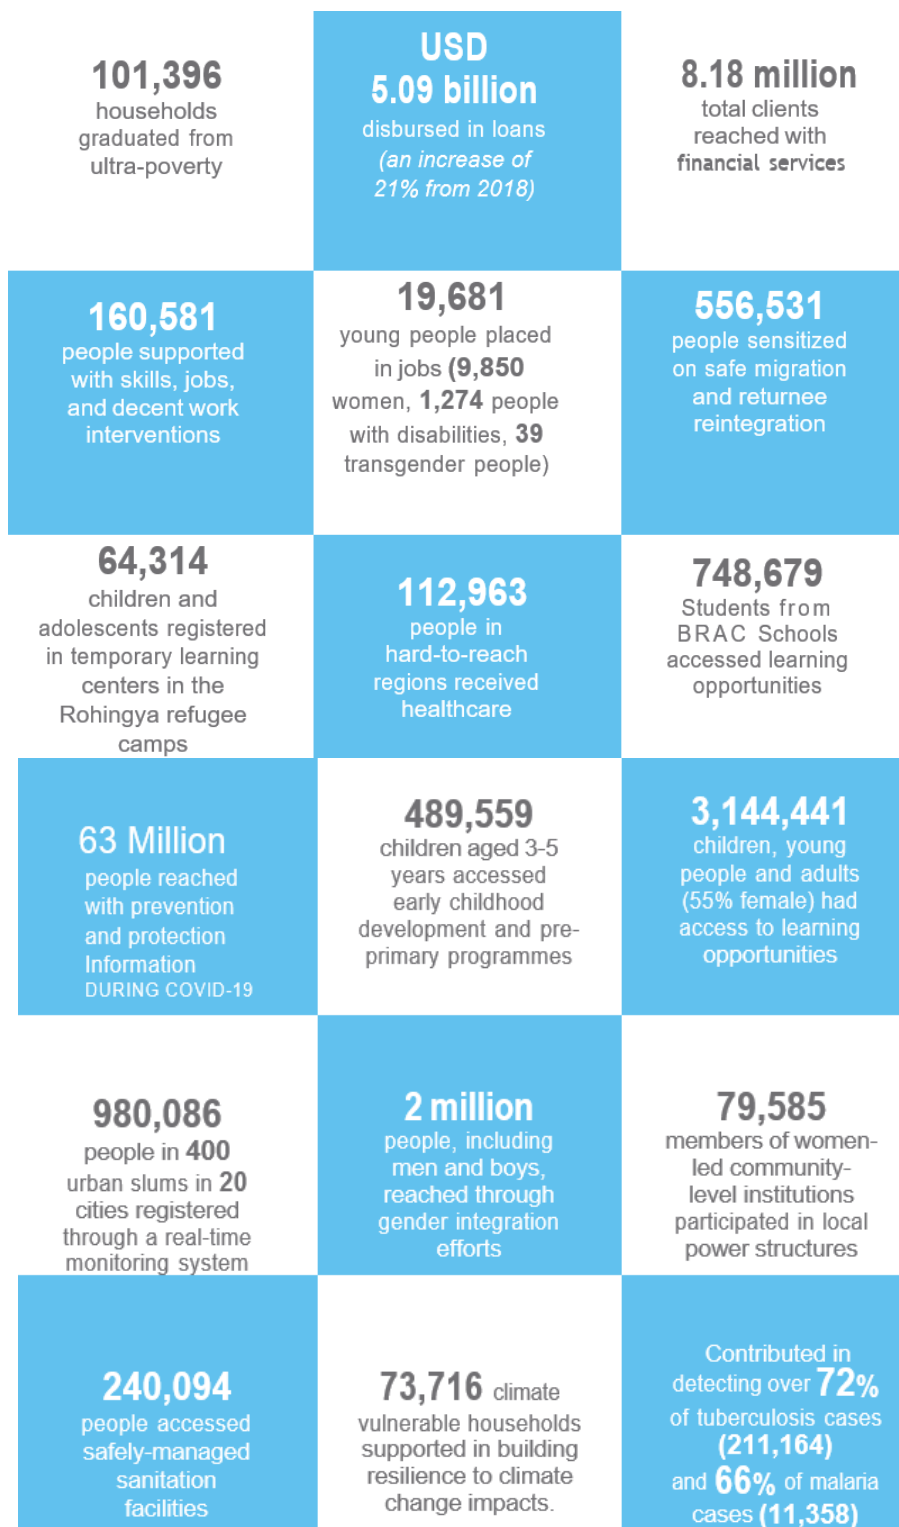 101,396
households
graduated from
ultra-poverty
USD
5.09 billion
disbursed in loans
(an increase of
21% from 2018)
8.18 million
total clients
reached with
financial services
160,581
people supported
with skills, jobs,
and decent work
interventions
19,681
young people placed
in jobs (9,850
women, 1,274 people
with disabilities, 39
transgender people)
556,531
people sensitized
on safe migration
and returnee
reintegration
64,314
children and
adolescents registered
in temporary learning
centers in the
Rohingya refugee
camps
112,963
people in
hard-to-reach
regions received
healthcare
748,679
Students from
BRAC Schools
accessed learning
opportunities
63 Million
people reached
with prevention
and protection
Information
DURING COVID-19
489,559
children aged 3-5
years accessed
early childhood
development and pre-
primary programmes
3,144,441
children, young
people and adults
(55% female) had
access to learning
opportunities
980,086
people in 400
urban slums in 20
cities registered
through a real-time
monitoring system
2 million
people, including
men and boys,
reached through
gender integration
efforts
79,585
members of women-
led community-
level institutions
participated in local
power structures
240,094
people accessed
safely-managed
sanitation
facilities
73,716 climate
vulnerable households
supported in building
resilience to climate
change impacts.
Contributed in
detecting over 72%
of tuberculosis cases
(211,164)
and 66% of malaria
cases (11,358)